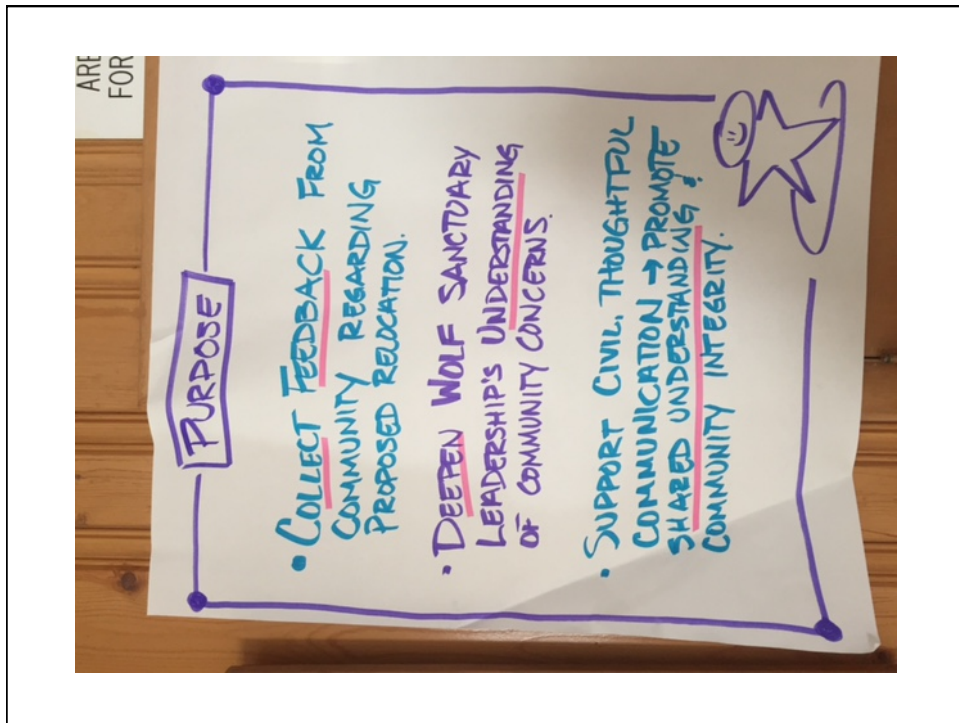 ARE
FOR
PURPOSE
• COLLECT FEEDBACK FROM
COMMUNITY REGARDING
PROPOSED RELOCATION.
• DEEPEN WOLF SANCTUARY
LEADERSHIP'S UNDERSTANDING
OF COMMUNITY CONCERNS.
• SUPPORT CIVIL, THOUGHTFUL
COMMUNICATION → PROMOTE
SHARED UNDERSTANDING &
COMMUNITY INTEGRITY.